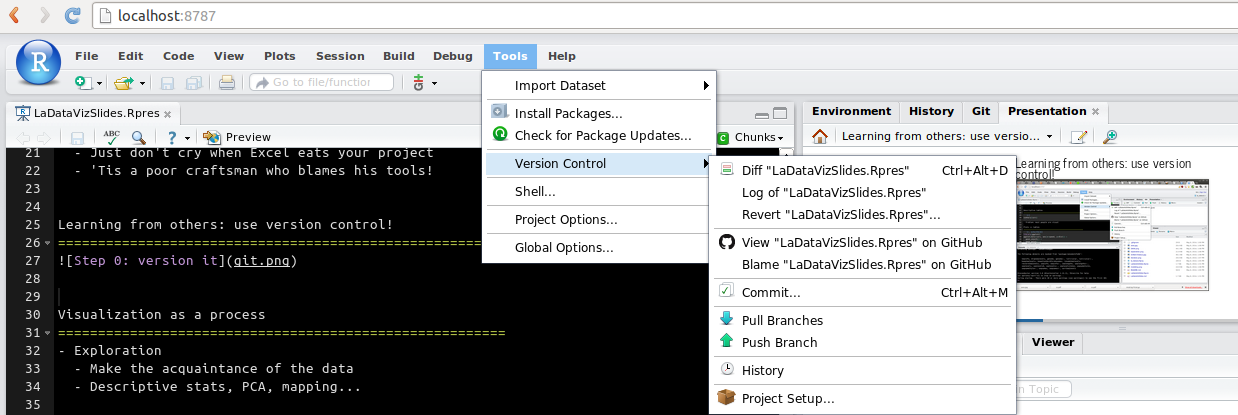 localhost:8787
R
File Edit Code View Plots Session Build Debug Tools Help
Go to file/function
LaDataVizSlides.Rpres
ABC ? Preview
C Chunks
21 - Just don't cry when Excel eats your project
22 - 'Tis a poor craftsman who blames his tools!
23
24
25 Learning from others: use version control!
26 ======================================================
27 ![Step 0: version it](git.png)
28
29
30 Visualization as a process
31 ========================================================
32 - Exploration
33 - Make the acquaintance of the data
34 - Descriptive stats, PCA, mapping...
35
Import Dataset
Install Packages...
Check for Package Updates...
Version Control
Shell...
Project Options...
Global Options...
Diff "LaDataVizSlides.Rpres" Ctrl+Alt+D
Log of "LaDataVizSlides.Rpres"
Revert "LaDataVizSlides.Rpres"...
View "LaDataVizSlides.Rpres" on GitHub
Blame "LaDataVizSlides.Rpres" on GitHub
Commit... Ctrl+Alt+M
Pull Branches
Push Branch
History
Project Setup...
Environment History Git Presentation
Learning from others: use versio...
Learning from others: use version
control!
Viewer
Topic